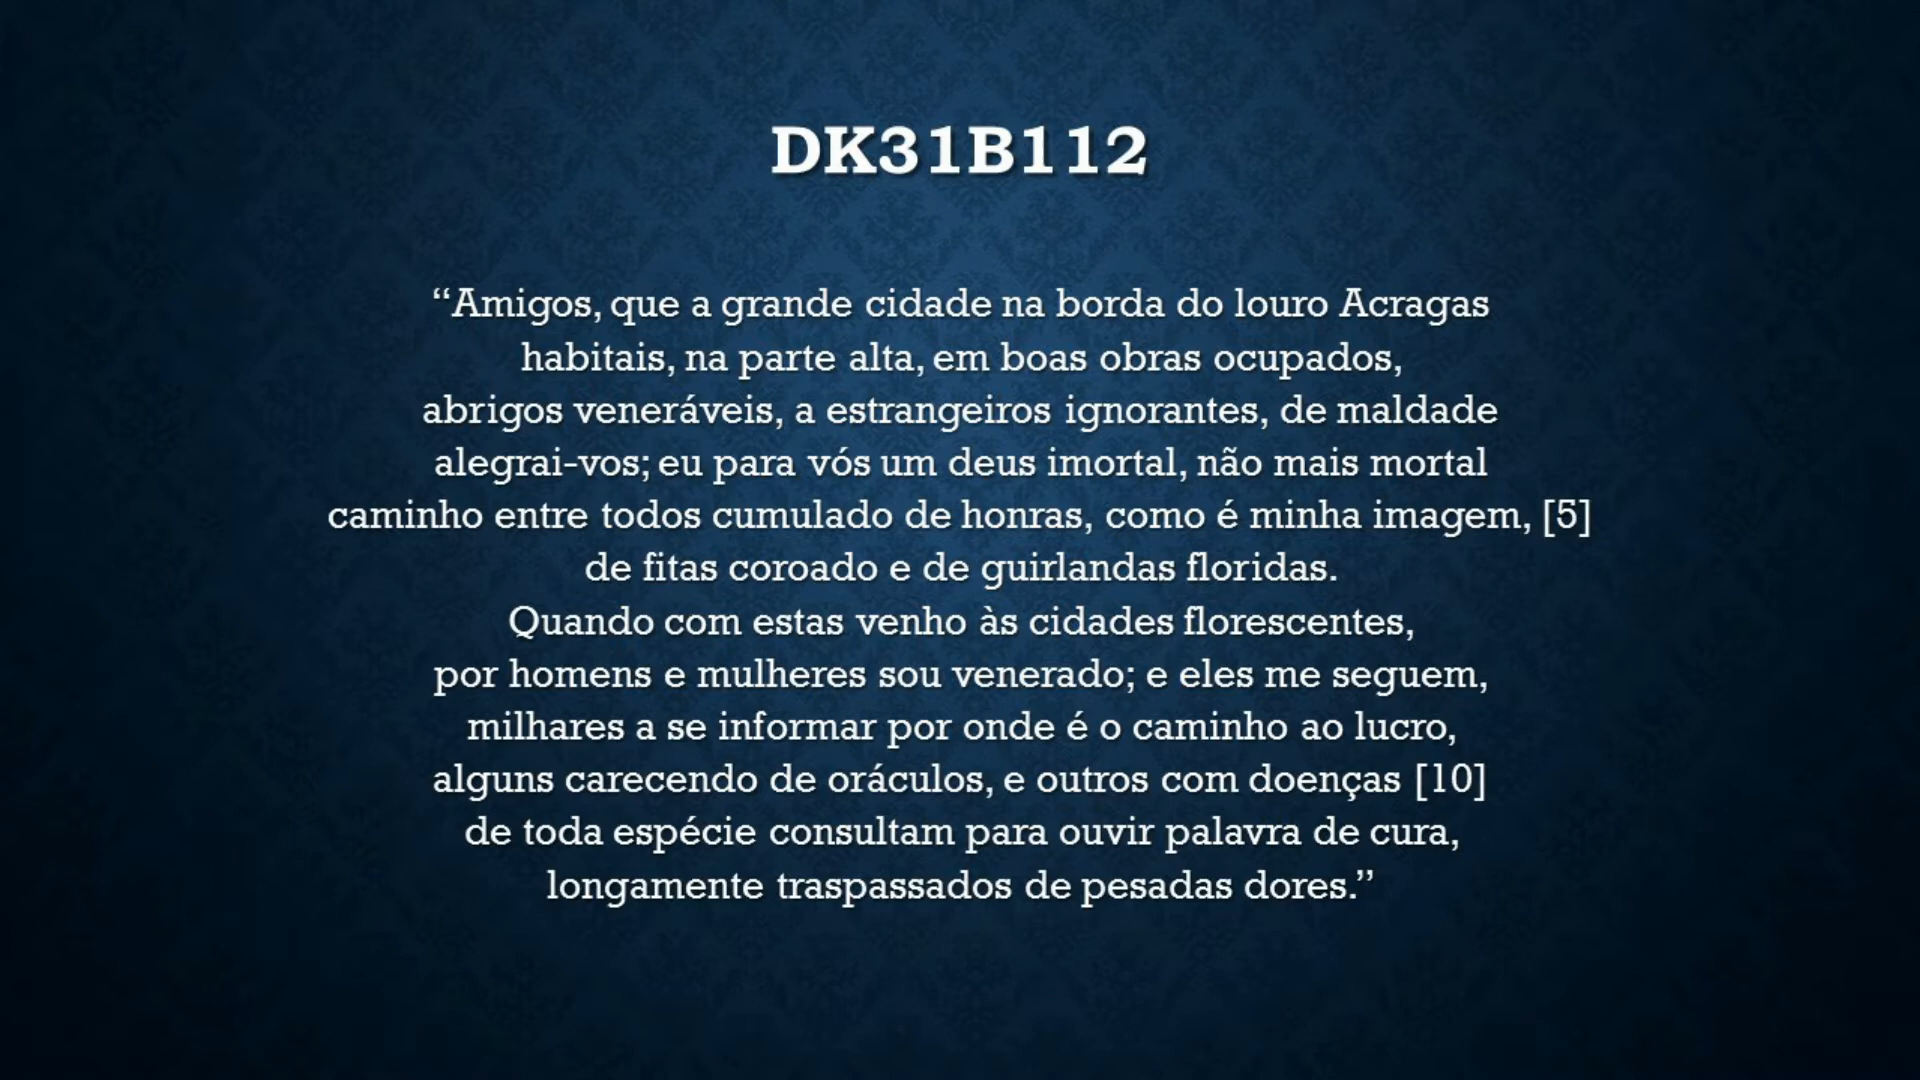 DK31B112
“Amigos, que a grande cidade na borda do louro Acragas
habitais, na parte alta, em boas obras ocupados,
abrigos veneráveis, a estrangeiros ignorantes, de maldade
alegrai-vos; eu para vós um deus imortal, não mais mortal
caminho entre todos cumulado de honras, como é minha imagem, [5]
de fitas coroado e de guirlandas floridas.
Quando com estas venho às cidades florescentes,
por homens e mulheres sou venerado; e eles me seguem,
milhares a se informar por onde é o caminho ao lucro,
alguns carecendo de oráculos, e outros com doenças [10]
de toda espécie consultam para ouvir palavra de cura,
longamente traspassados de pesadas dores.”